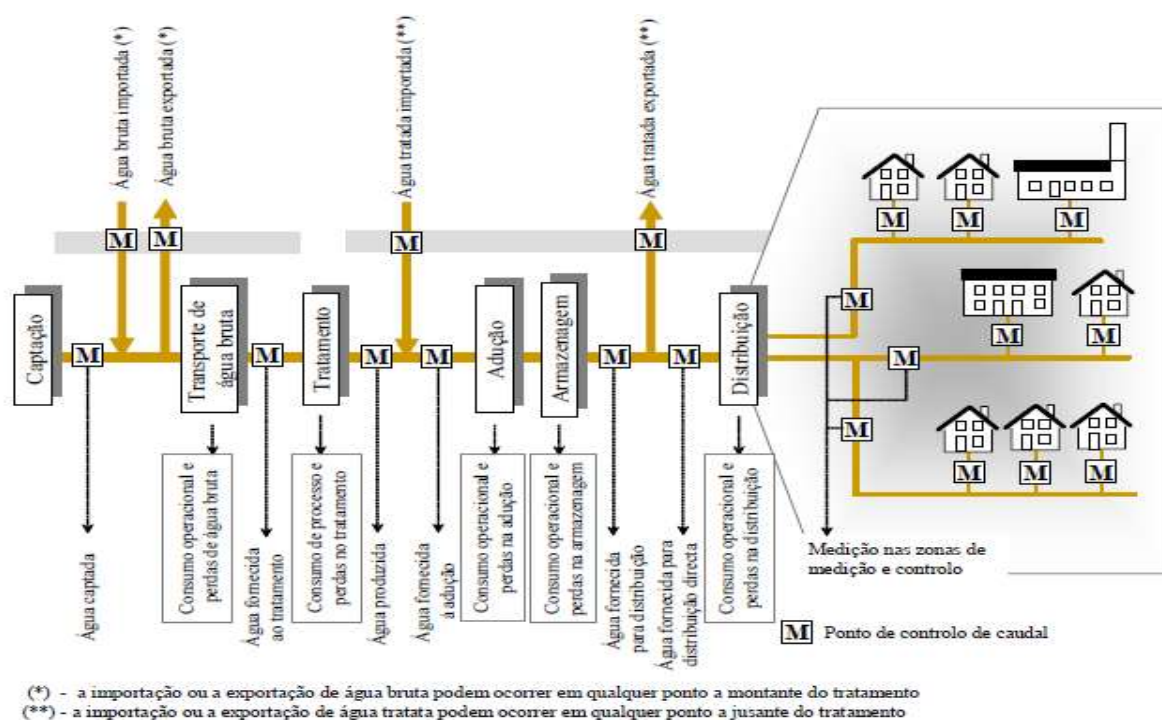 Água bruta importada (*)
Água bruta exportada (*)
Água tratada importada (**)
Água tratada exportada (**)
M
M
M
M
M
M
M
M
Captação
M
Transporte de
água bruta
M
Tratamento
M
M
Adução
Armazenagem
M
M
Distribuição
M
M
M
M
M
M
M
M
Água captada
Consumo operacional e
perdas de água bruta
Água fornecida
ao tratamento
Consumo de processo e
perdas no tratamento
Água produzida
Água fornecida
à adução
Consumo operacional e
perdas na adução
Consumo operacional e
perdas na armazenagem
Água fornecida
para distribuição
Água fornecida para
distribuição directa
Consumo operacional e
perdas na distribuição
Medição nas zonas de
medição e controlo
M Ponto de controlo de caudal
(*) - a importação ou a exportação de água bruta podem ocorrer em qualquer ponto a montante do tratamento
(**) - a importação ou a exportação de água tratata podem ocorrer em qualquer ponto a jusante do tratamento